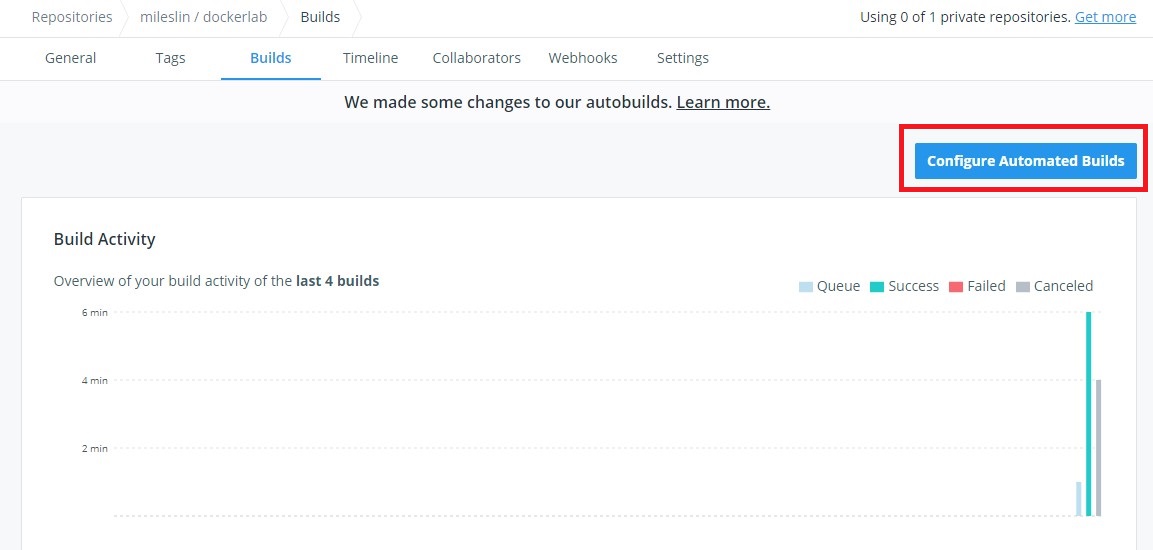 Repositories mileslin / dockerlab Builds Using 0 of 1 private repositories. Get more
General Tags Builds Timeline Collaborators Webhooks Settings
We made some changes to our autobuilds. Learn more.
Configure Automated Builds
Build Activity
Overview of your build activity of the last 4 builds
Queue Success Failed Canceled
6 min
4 min
2 min